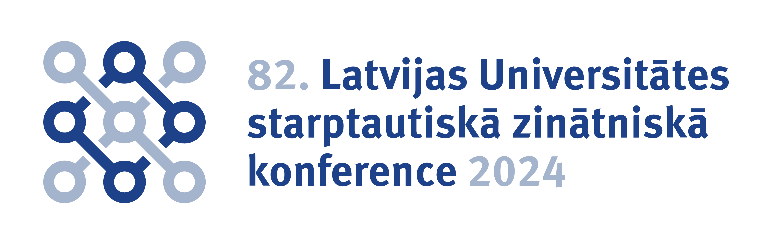 82. Latvijas Universitātes
starptautiskā zinātniskā
konference 2024